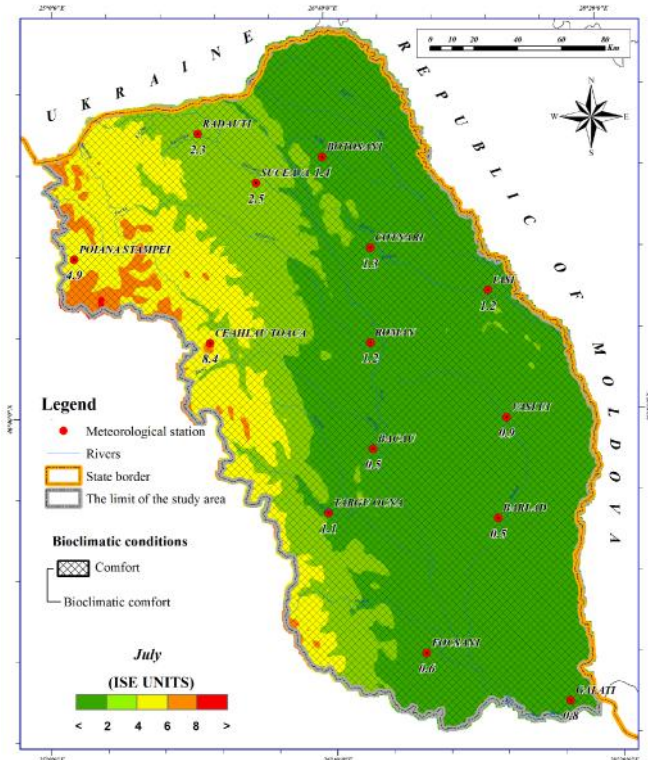 UKRAINE
REPUBLIC OF MOLDOVA
0 5 10 20 40 60 80
Km
N
W E
S
RADAUTI
2.3
BOTOSANI
1.4
SUCEAVA
2.5
COTNARI
1.3
POIANA STAMPEI
4.9
IASI
1.2
CEAHLAU TOACA
8.4
ROMAN
1.2
VASLUI
0.9
BACAU
0.5
TARGU OCNA
1.1
BARLAD
0.5
FOCSANI
0.6
GALATI
0.8
Legend
Meteorological station
Rivers
State border
The limit of the study area
Bioclimatic conditions
Comfort
Bioclimatic comfort
July
(ISE UNITS)
< 2 4 6 8 >